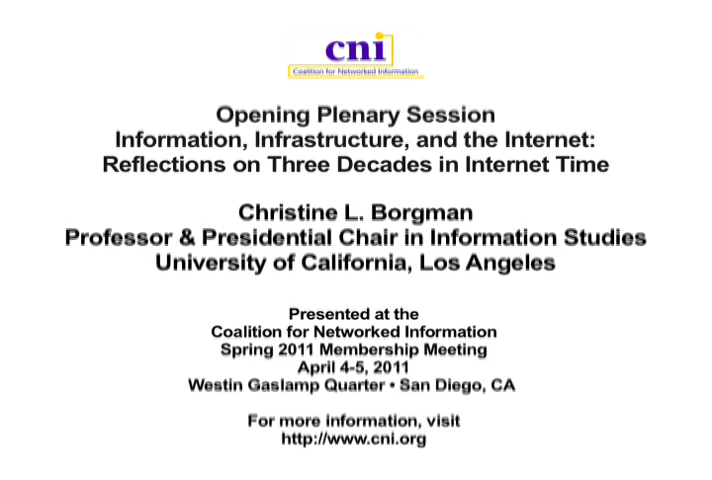 cni
Coalition for Networked Information
Opening Plenary Session
Information, Infrastructure, and the Internet:
Reflections on Three Decades in Internet Time
Christine L. Borgman
Professor & Presidential Chair in Information Studies
University of California, Los Angeles
Presented at the
Coalition for Networked Information
Spring 2011 Membership Meeting
April 4-5, 2011
Westin Gaslamp Quarter • San Diego, CA
For more information, visit
http://www.cni.org